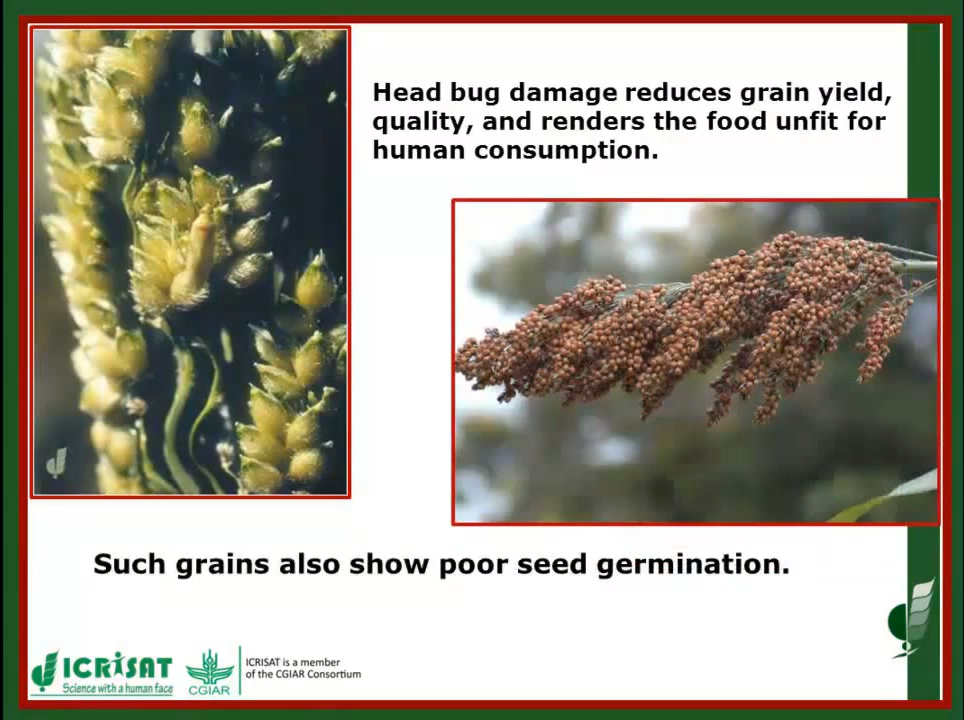 Head bug damage reduces grain yield,
quality, and renders the food unfit for
human consumption.
Such grains also show poor seed germination.
ICRISAT
Science with a human face
CGIAR
ICRISAT is a member
of the CGIAR Consortium